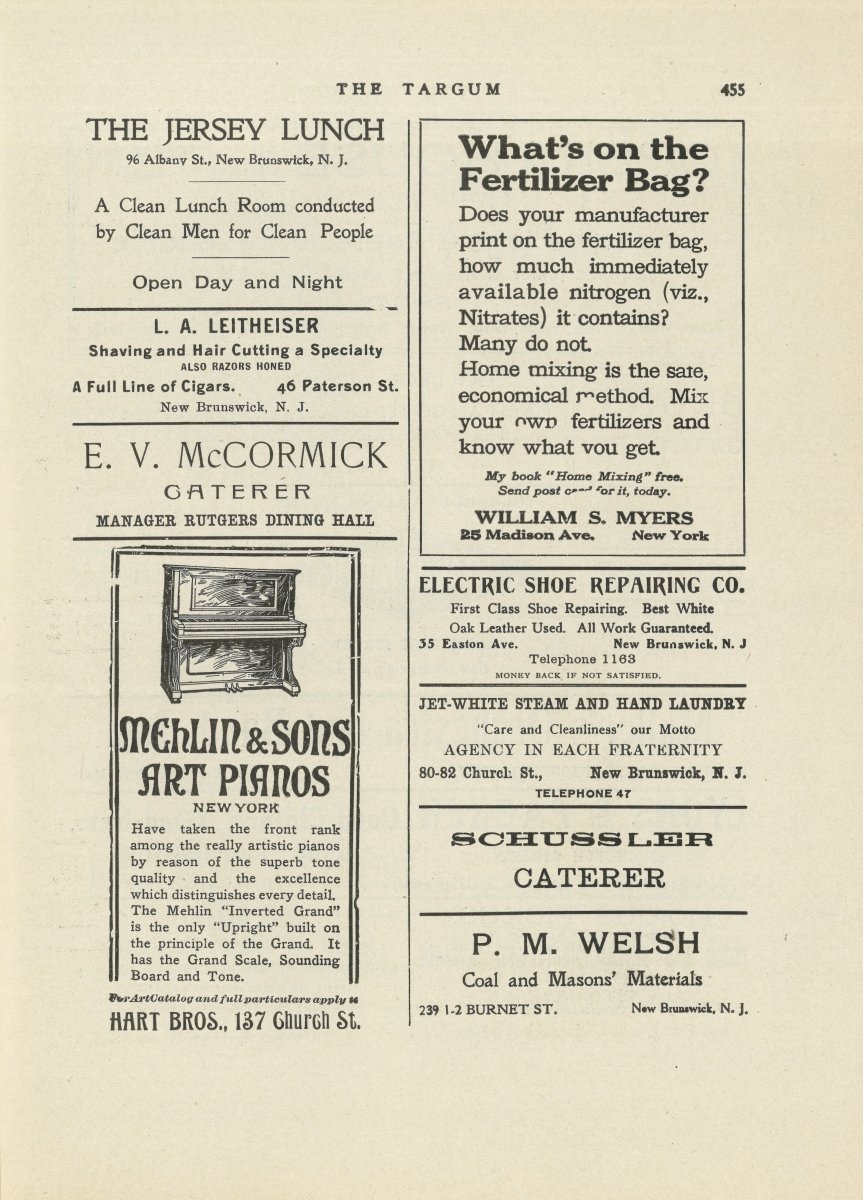 THE TARGUM
455
THE JERSEY LUNCH
96 Albany St., New Brunswick, N. J.
A Clean Lunch Room conducted
by Clean Men for Clean People
Open Day and Night
L. A. LEITHEISER
Shaving and Hair Cutting a Specialty
ALSO RAZORS HONED
A Full Line of Cigars. 46 Paterson St.
New Brunswick, N. J.
E. V. McCORMICK
CATERER
MANAGER RUTGERS DINING HALL
MEHLIN & SONS
ART PIANOS
NEW YORK
Have taken the front rank
among the really artistic pianos
by reason of the superb tone
quality and the excellence
which distinguishes every detail.
The Mehlin "Inverted Grand"
is the only "Upright" built on
the principle of the Grand. It
has the Grand Scale, Sounding
Board and Tone.
For Art Catalog and full particulars apply to
HART BROS., 137 Church St.
What's on the
Fertilizer Bag?
Does your manufacturer
print on the fertilizer bag,
how much immediately
available nitrogen (viz.,
Nitrates) it contains?
Many do not.
Home mixing is the safe,
economical method. Mix
your own fertilizers and
know what you get.
My book "Home Mixing" free.
Send post card for it, today.
WILLIAM S. MYERS
25 Madison Ave. New York
ELECTRIC SHOE REPAIRING CO.
First Class Shoe Repairing. Best White
Oak Leather Used. All Work Guaranteed.
35 Easton Ave. New Brunswick, N. J
Telephone 1163
MONEY BACK IF NOT SATISFIED.
JET-WHITE STEAM AND HAND LAUNDRY
"Care and Cleanliness" our Motto
AGENCY IN EACH FRATERNITY
80-82 Church St., New Brunswick, N. J.
TELEPHONE 47
SCHUSSLER
CATERER
P. M. WELSH
Coal and Masons' Materials
239 1-2 BURNET ST. New Brunswick, N. J.